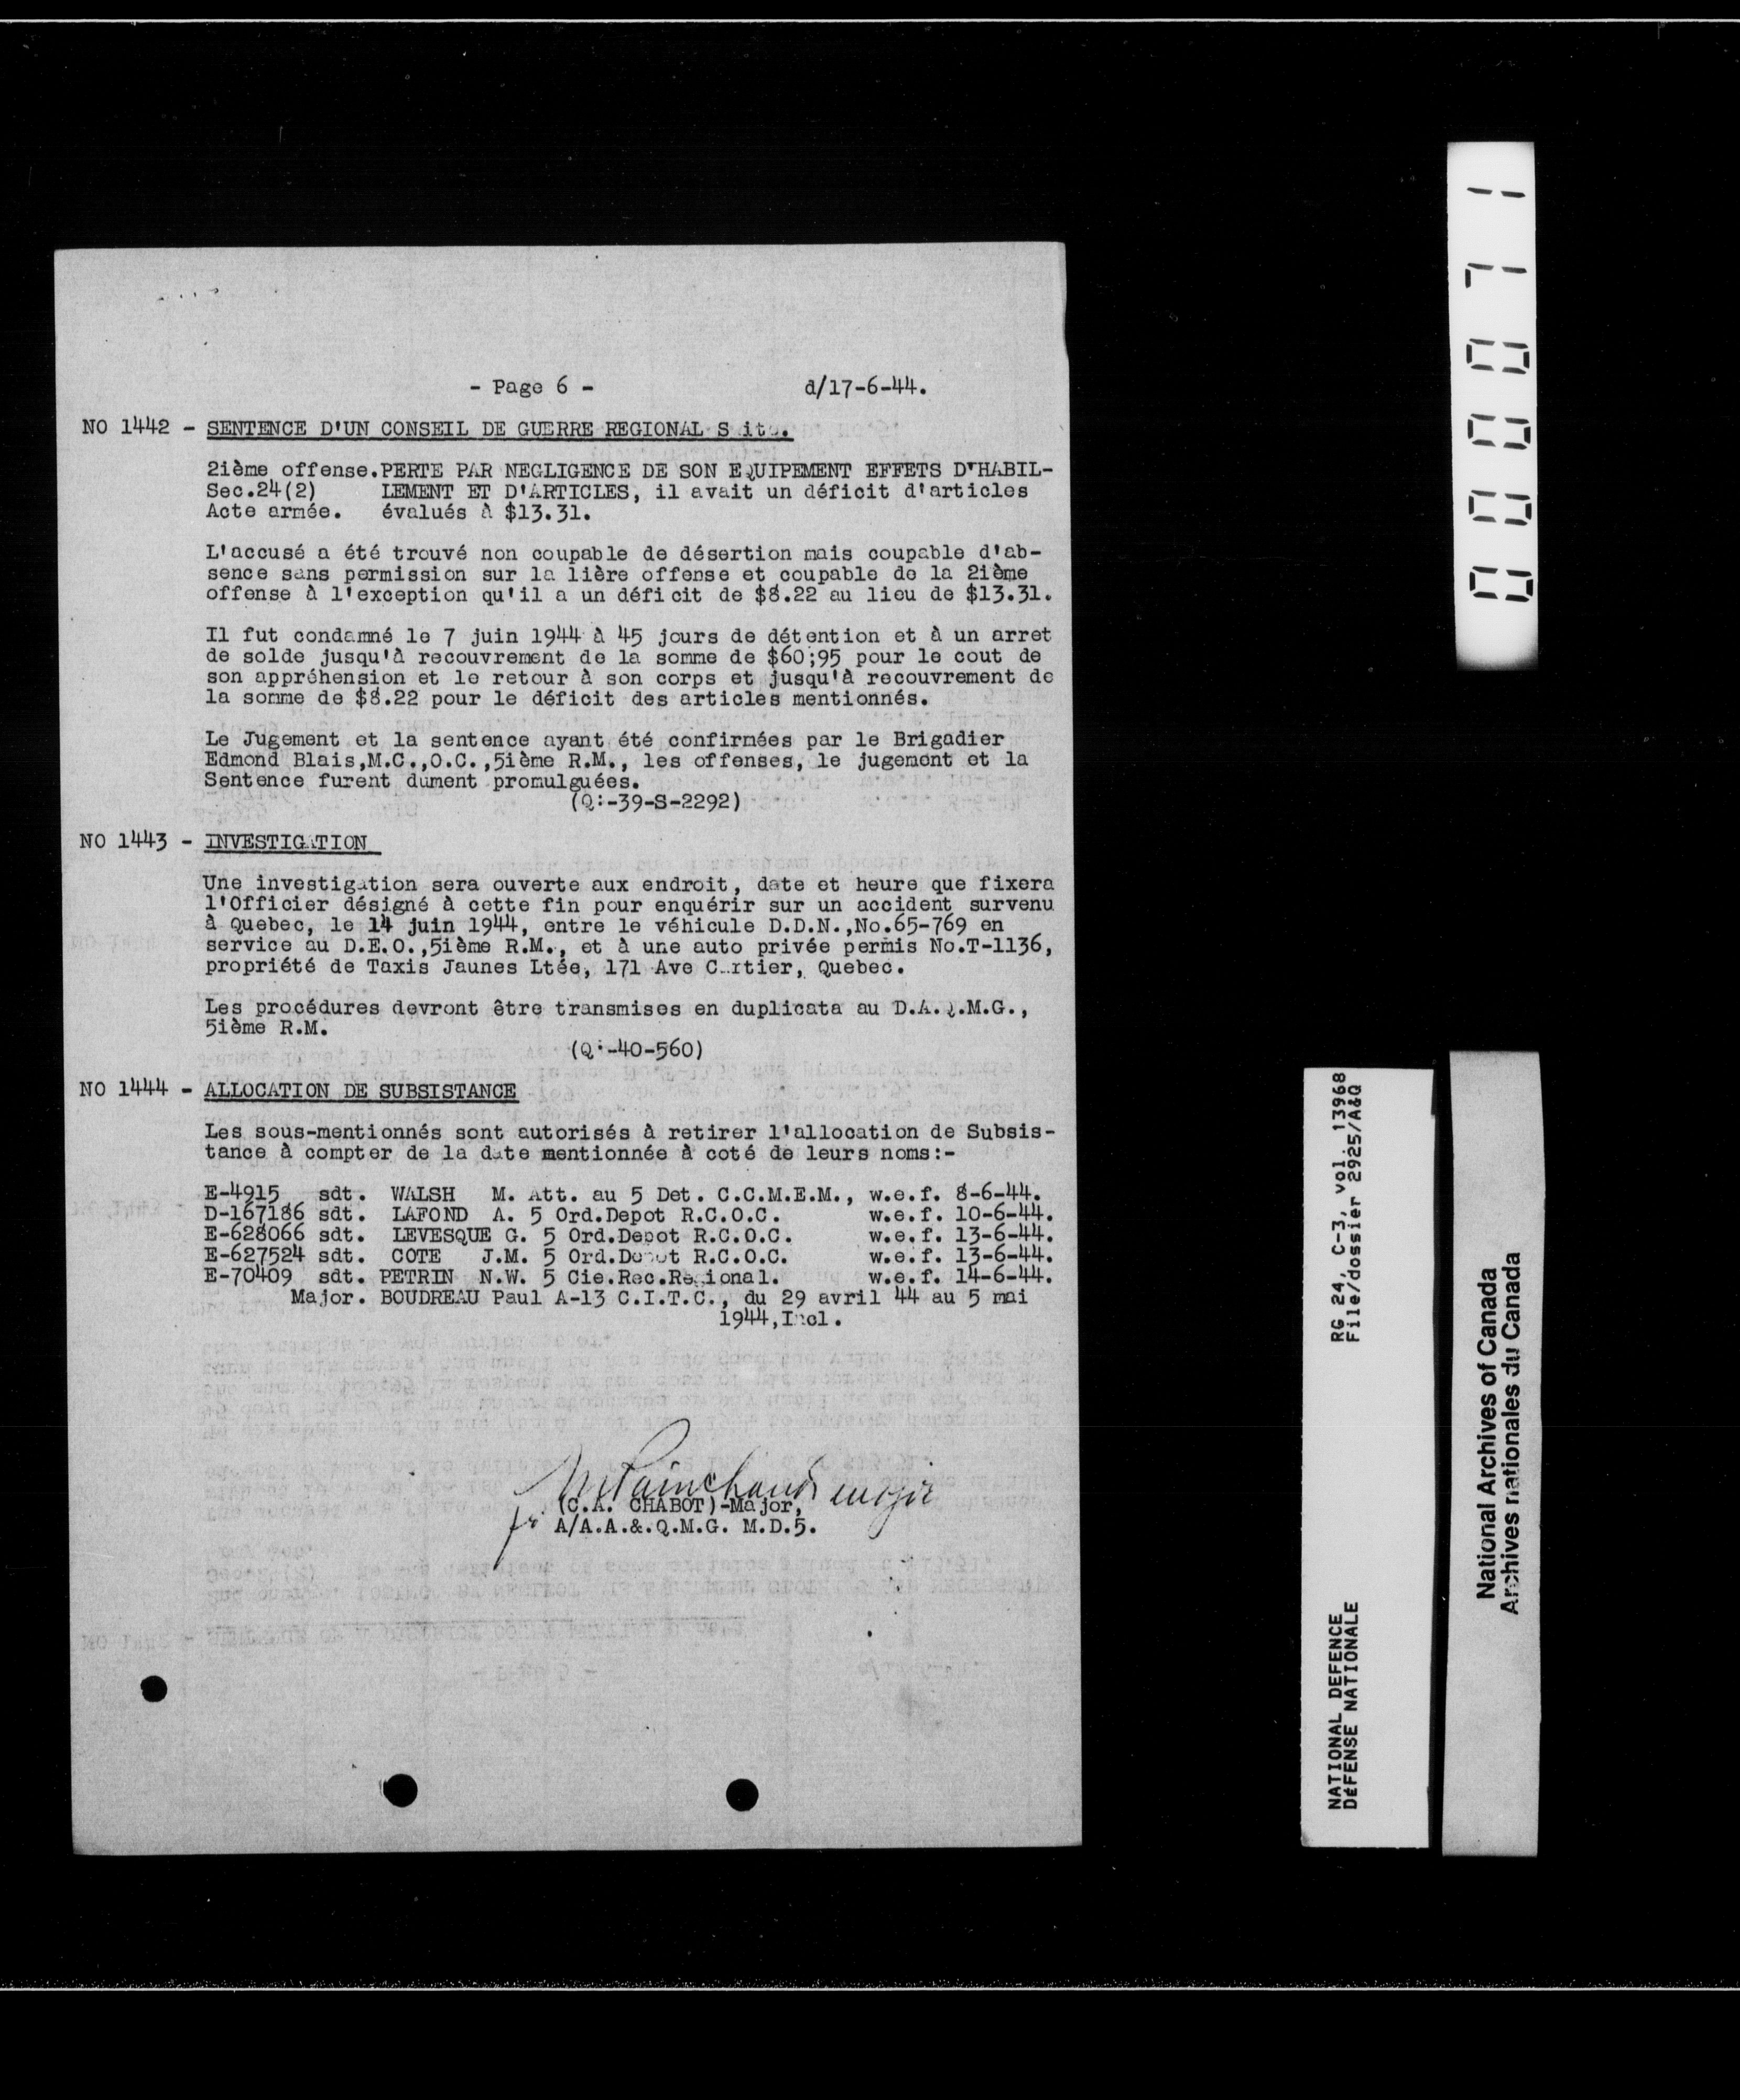 - Page 6 - d/17-6-44.
NO 1442 - SENTENCE D'UN CONSEIL DE GUERRE REGIONAL
2ième offense.PERTE PAR NEGLIGENCE DE SON EQUIPEMENT EFFETS D'HABIL-
Sec.24(2) LEMENT ET D'ARTICLES, il avait un déficit d'articles
Acte armée. évalués à $13.31.
L'accusé a été trouvé non coupable de désertion mais coupable d'ab-
sence sans permission sur la lière offense et coupable de la 2ième
offense à l'exception qu'il a un déficit de $8.22 au lieu de $13.31.
Il fut condamné le 7 juin 1944 à 45 jours de détention et à un arret
de solde jusqu'à recouvrement de la somme de $60;95 pour le cout de
son appréhension et le retour à son corps et jusqu'à recouvrement de
la somme de $8.22 pour le déficit des articles mentionnés.
Le Jugement et la sentence ayant été confirmées par le Brigadier
Edmond Blais,M.C.,O.C.,5ième R.M., les offenses, le jugement et la
Sentence furent dument promulguées.
(Q:-39-S-2292)
NO 1443 - INVESTIGATION
Une investigation sera ouverte aux endroit, date et heure que fixera
l'Officier désigné à cette fin pour enquérir sur un accident survenu
à Quebec, le 14 juin 1944, entre le véhicule D.D.N.,No.65-769 en
service au D.E.O.,5ième R.M., et à une auto privée permis No.T-1136,
propriété de Taxis Jaunes Ltée, 171 Ave Cartier, Quebec.
Les procédures devront être transmises en duplicata au D.A.Q.M.G.,
5ième R.M.
(Q:-40-560)
NO 1444 - ALLOCATION DE SUBSISTANCE
Les sous-mentionnés sont autorisés à retirer l'allocation de Subsis-
tance à compter de la date mentionnée à coté de leurs noms:-
E-4915 sdt. WALSH M. Att. au 5 Det. C.C.M.E.M., w.e.f. 8-6-44.
D-167186 sdt. LAFOND A. 5 Ord.Depot R.C.O.C. w.e.f. 10-6-44.
E-628066 sdt. LEVESQUE G. 5 Ord.Depot R.C.O.C. w.e.f. 13-6-44.
E-627524 sdt. COTE J.M. 5 Ord.Depot R.C.O.C. w.e.f. 13-6-44.
E-70409 sdt. PETRIN N.W. 5 Cie.Rec.Regional. w.e.f. 14-6-44.
Major. BOUDREAU Paul A-13 C.I.T.C., du 29 avril 44 au 5 mai
1944,Incl.
Painchaud major
(C.A. CHABOT)-Major,
A/A.A.&.Q.M.G. M.D.5.
000071
RG 24, C-3, vol. 13968
File/dossier 2925/A&Q
NATIONAL DEFENCE
DéFENSE NATIONALE
National Archives of Canada
Archives nationales du Canada